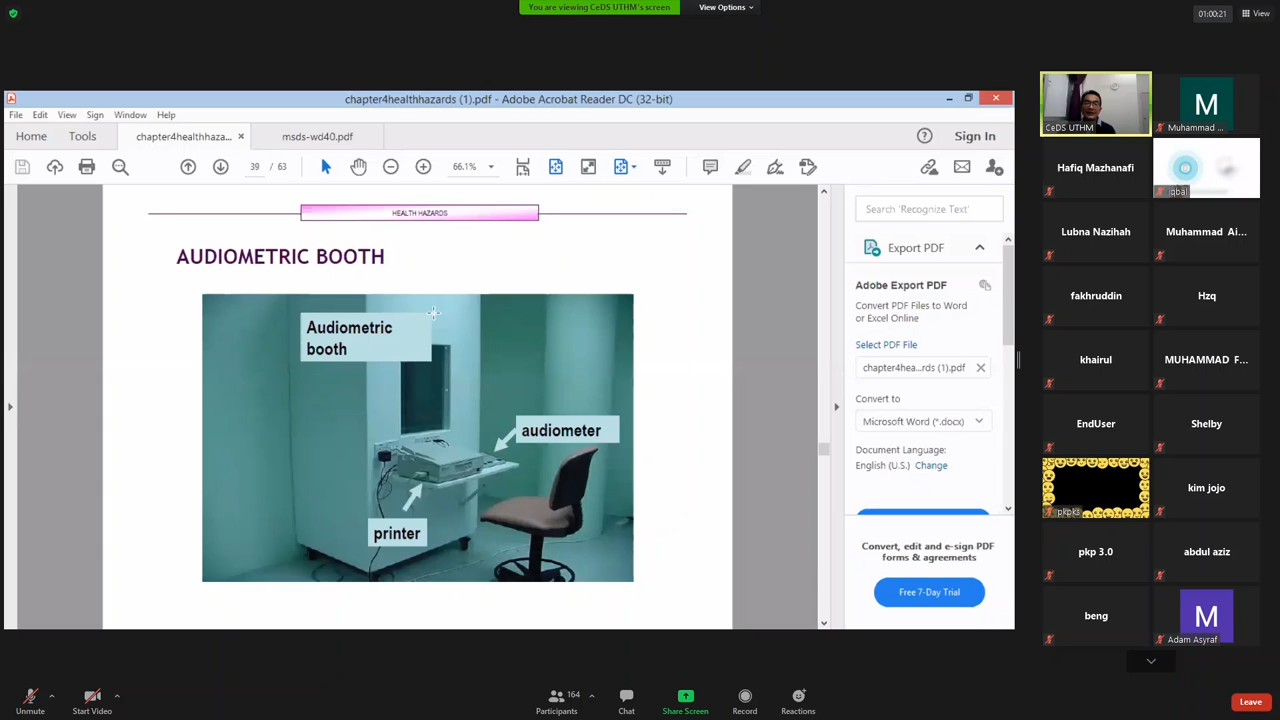 You are viewing CeDS UTHM's screen
View Options
01:00:21
View
chapter4healthhazards (1).pdf - Adobe Acrobat Reader DC (32-bit)
File Edit View Sign Window Help
Home Tools chapter4healthhaza... msds-wd40.pdf Sign In
39 / 63 66.1%
HEALTH HAZARDS
AUDIOMETRIC BOOTH
Audiometric
booth
audiometer
printer
Search 'Recognize Text'
Export PDF
Adobe Export PDF
Convert PDF Files to Word
or Excel Online
Select PDF File
chapter4hea...rds (1).pdf
Convert to
Microsoft Word (*.docx)
Document Language:
English (U.S.) Change
Convert, edit and e-sign PDF
forms & agreements
Free 7-Day Trial
CeDS UTHM
M
Muhammad ...
Hafiq Mazhanafi
iqbal
Lubna Nazihah
Muhammad Ai...
fakhruddin
Hzq
khairul
MUHAMMAD F...
EndUser
Shelby
pkpks
kim jojo
pkp 3.0
abdul aziz
beng
M
Adam Asyraf
Unmute
Start Video
164
Participants
Chat
Share Screen
Record
Reactions
Leave